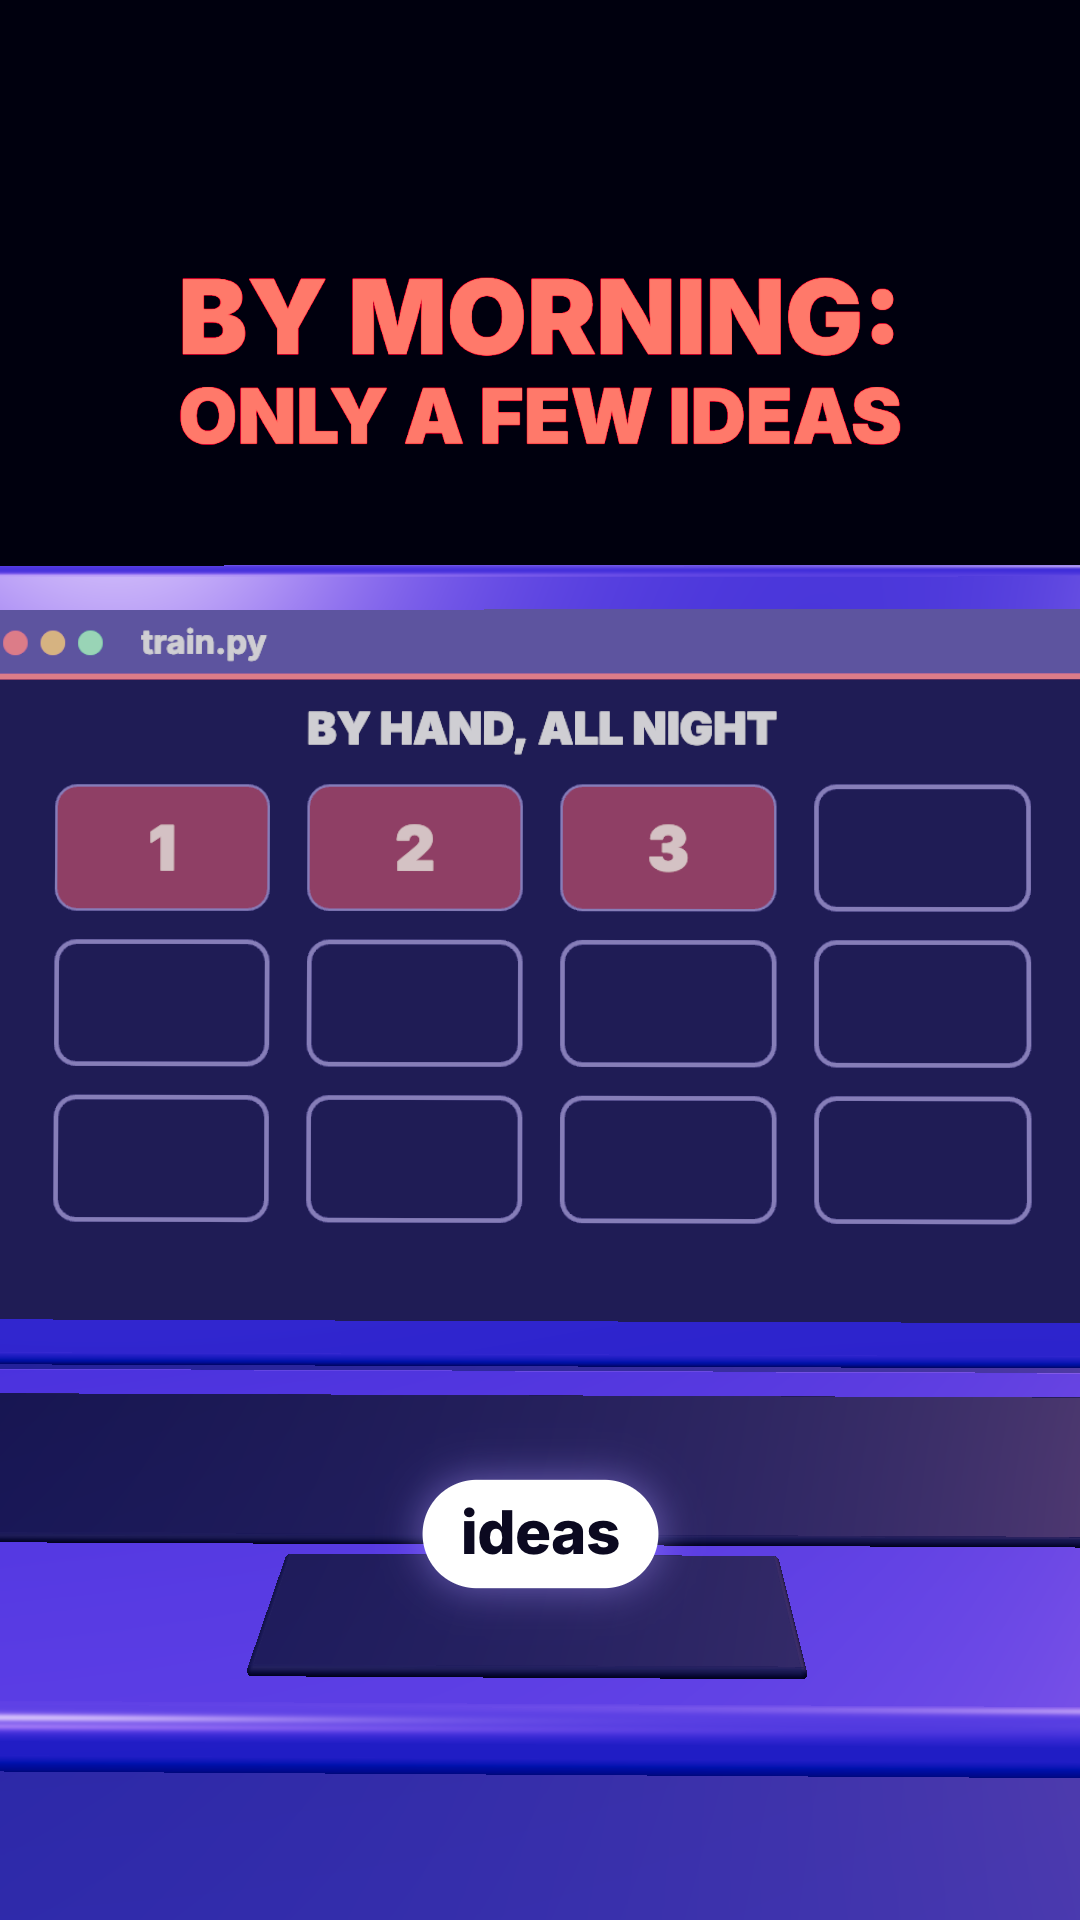 BY MORNING:
ONLY A FEW IDEAS
train.py
BY HAND, ALL NIGHT
1 2 3
ideas